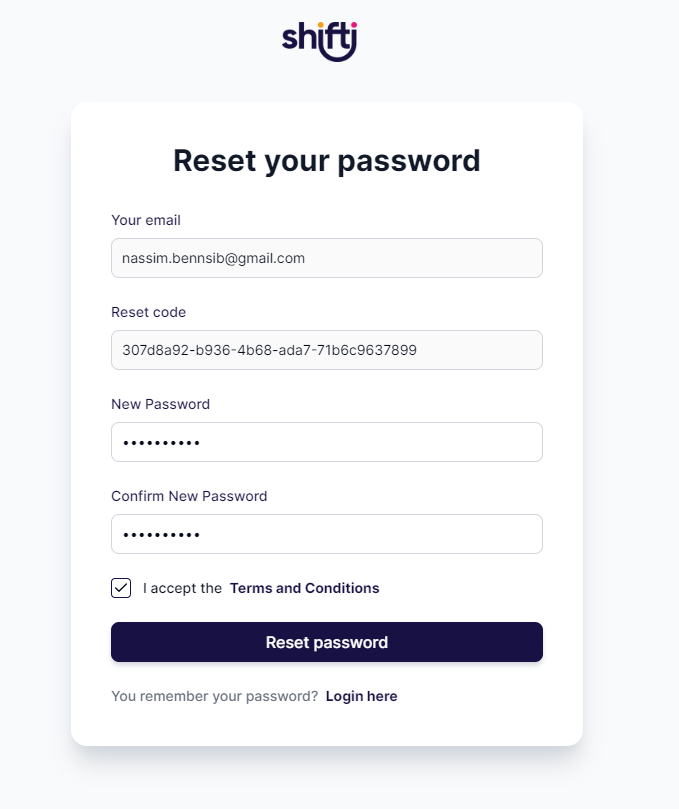 shifti
Reset your password
Your email
nassim.bennsib@gmail.com
Reset code
307d8a92-b936-4b68-ada7-71b6c9637899
New Password
••••••••••
Confirm New Password
••••••••••
I accept the Terms and Conditions
Reset password
You remember your password? Login here